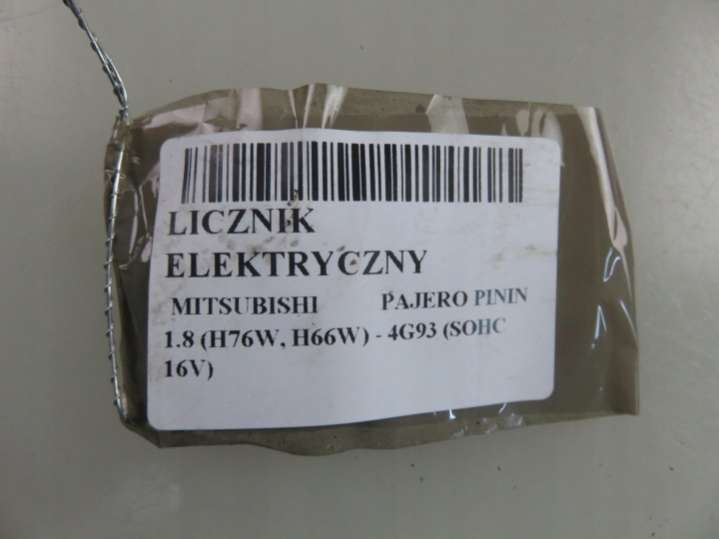 LICZNIK
ELEKTRYCZNY
MITSUBISHI PAJERO PININ
1.8 (H76W, H66W) - 4G93 (SOHC
16V)